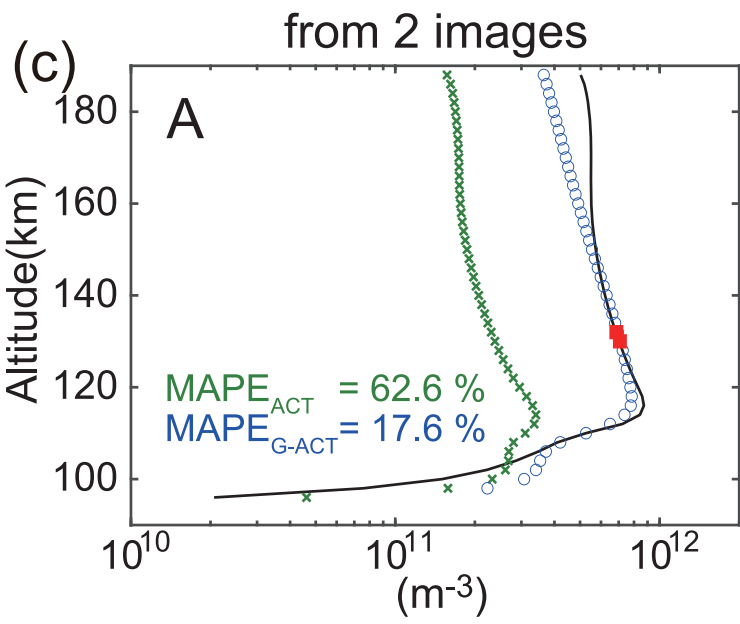 from 2 images
(c)
A
180
160
140
120
100
Altitude(km)
MAPE_ACT = 62.6 %
MAPE_G-ACT = 17.6 %
10^10
10^11
10^12
(m^-3)